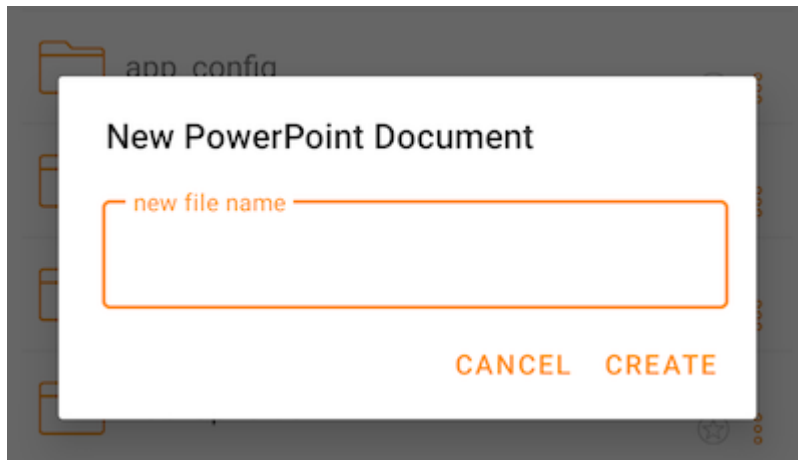 app_config
New PowerPoint Document
new file name
CANCEL CREATE